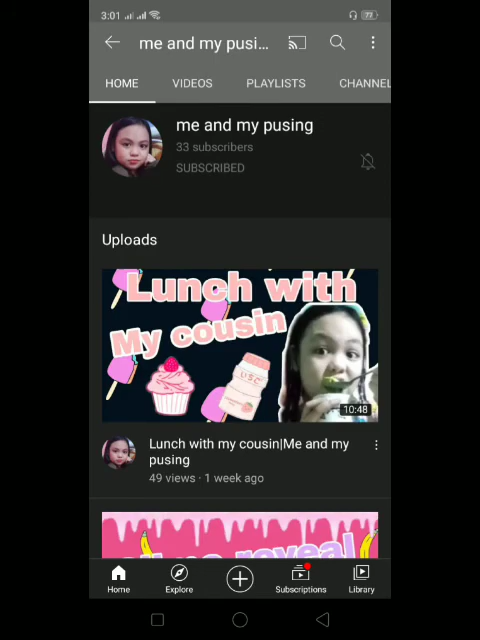 3:01
77
me and my pusi...
HOME VIDEOS PLAYLISTS CHANNEL
me and my pusing
33 subscribers
SUBSCRIBED
Uploads
Lunch with
My cousin
10:48
Lunch with my cousin|Me and my
pusing
49 views · 1 week ago
reveal
Home Explore Subscriptions Library